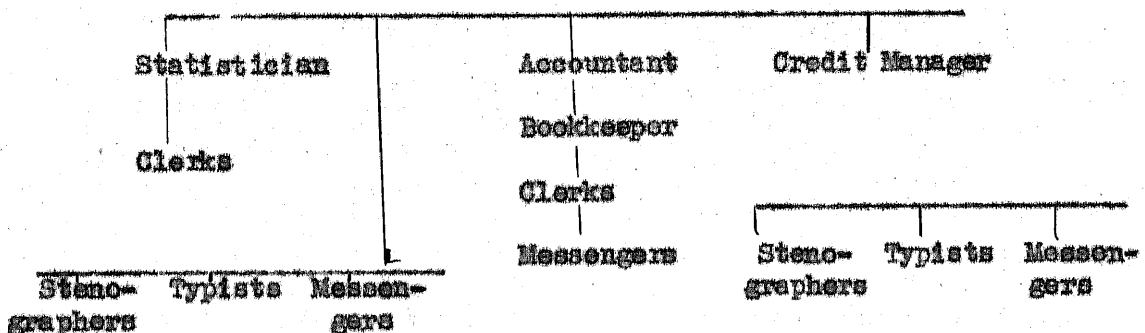 Statistician Accountant Credit Manager
Bookkeeper
Clerks
Clerks
Messengers
Steno- Typists Messen-
graphers gers
Steno- Typists Messen-
graphers gers